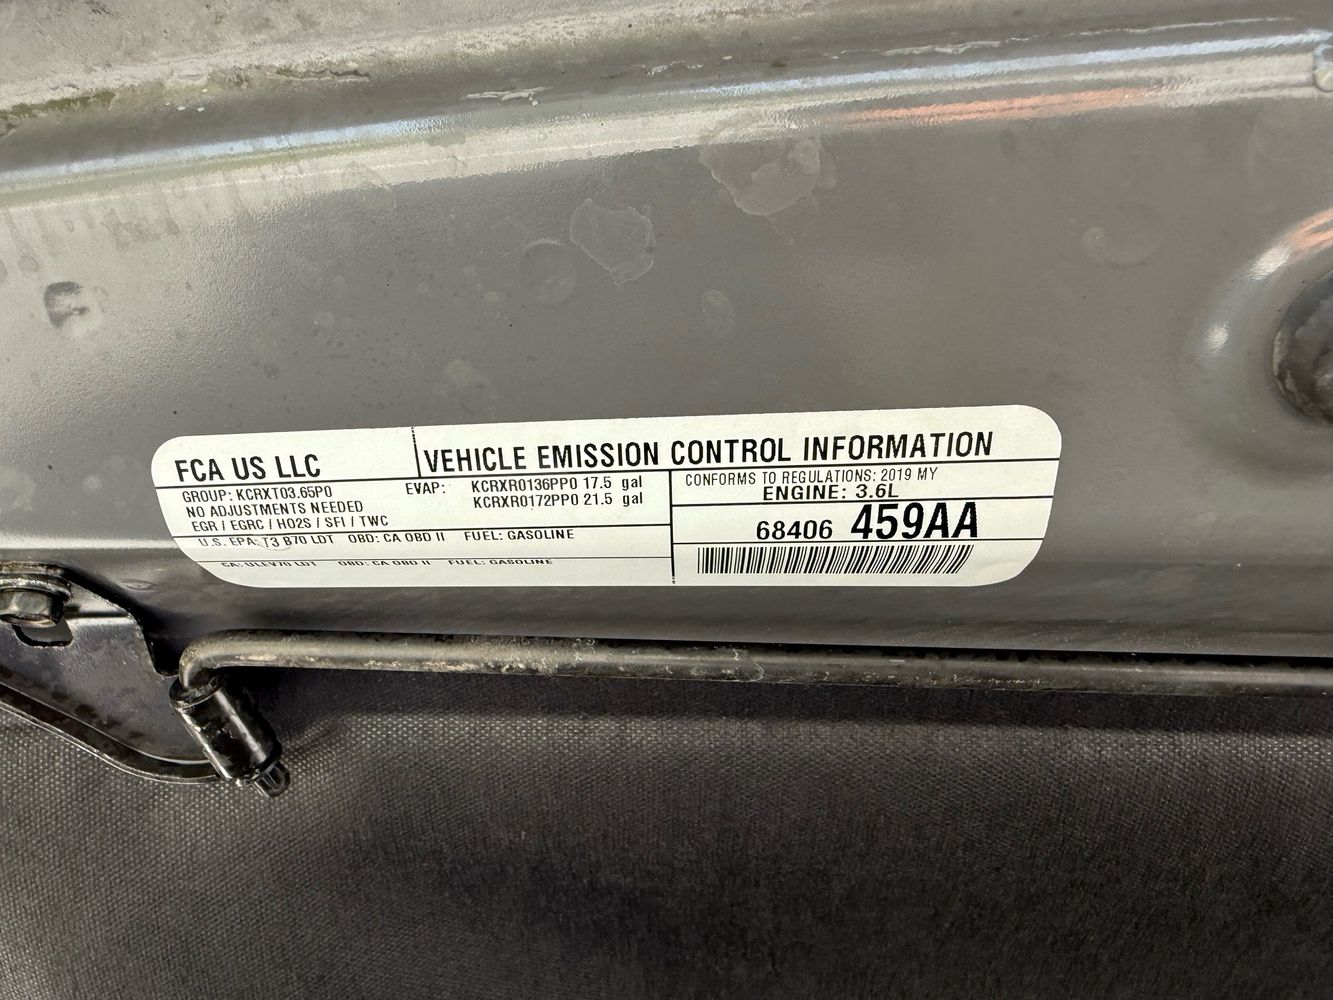 FCA US LLC
VEHICLE EMISSION CONTROL INFORMATION
GROUP: KCRXT03.65P0
NO ADJUSTMENTS NEEDED
EGR / EGRC / HO2S / SFI / TWC
EVAP: KCRXR0136PP0 17.5 gal
KCRXR0172PP0 21.5 gal
U.S. EPA: T3 B70 LDT OBD: CA OBD II FUEL: GASOLINE
CA: ULEV70 LDT OBD: CA OBD II FUEL: GASOLINE
CONFORMS TO REGULATIONS: 2019 MY
ENGINE: 3.6L
68406 459AA